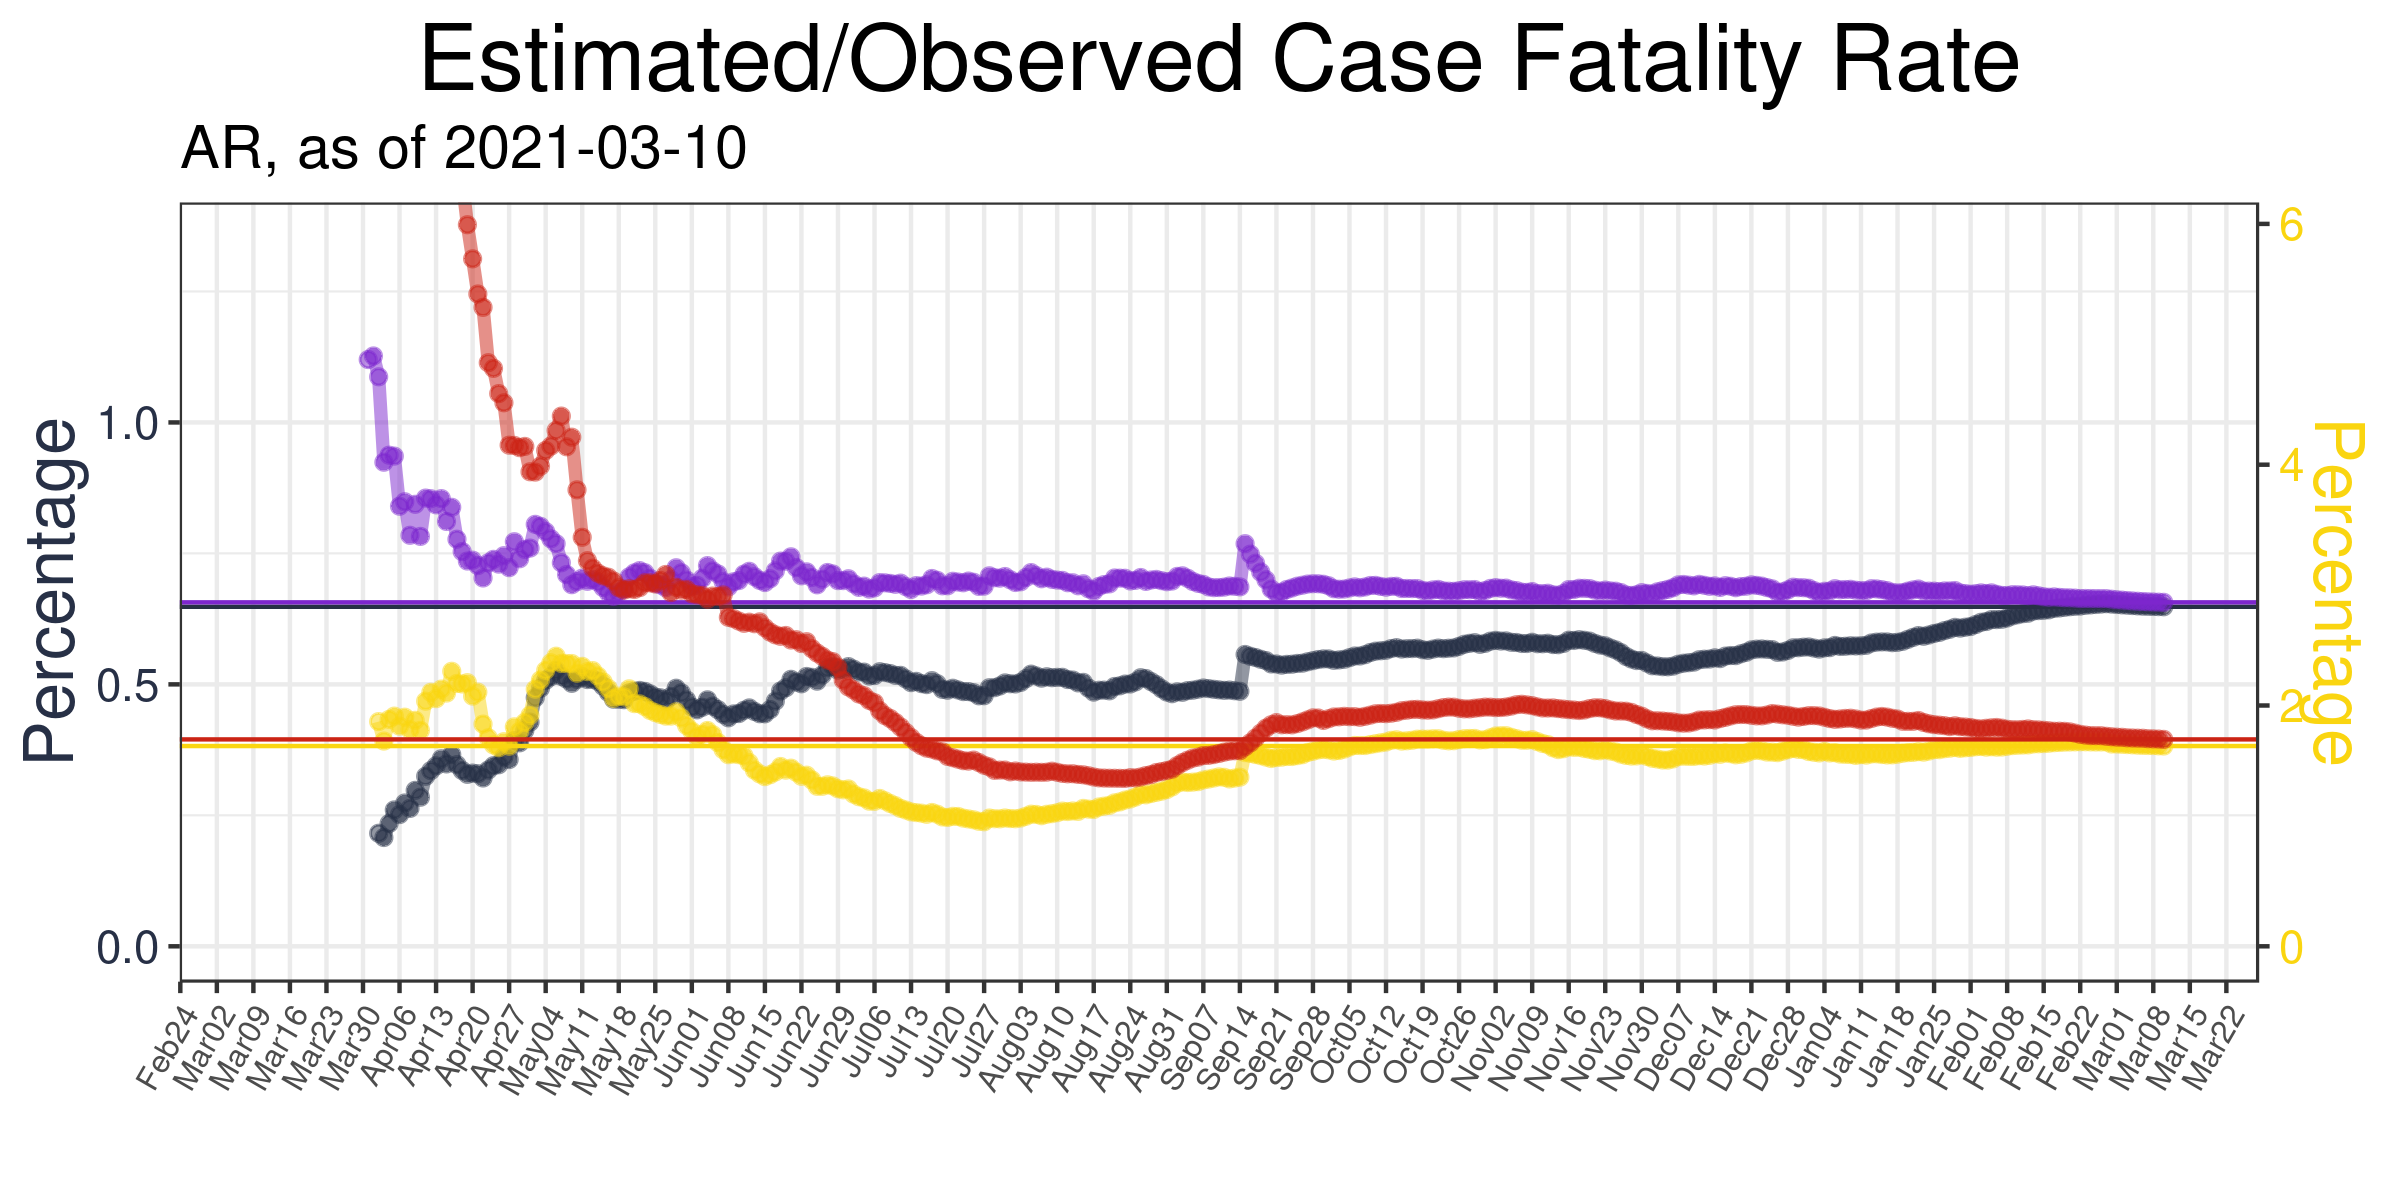 Estimated/Observed Case Fatality Rate
AR, as of 2021-03-10
Percentage
1.0
0.5
0.0
6
4
2
0
Percentage
Feb24 Mar02 Mar09 Mar16 Mar23 Mar30 Apr06 Apr13 Apr20 Apr27 May04 May11 May18 May25 Jun01 Jun08 Jun15 Jun22 Jun29 Jul06 Jul13 Jul20 Jul27 Aug03 Aug10 Aug17 Aug24 Aug31 Sep07 Sep14 Sep21 Sep28 Oct05 Oct12 Oct19 Oct26 Nov02 Nov09 Nov16 Nov23 Nov30 Dec07 Dec14 Dec21 Dec28 Jan04 Jan11 Jan18 Jan25 Feb01 Feb08 Feb15 Feb22 Mar01 Mar08 Mar15 Mar22